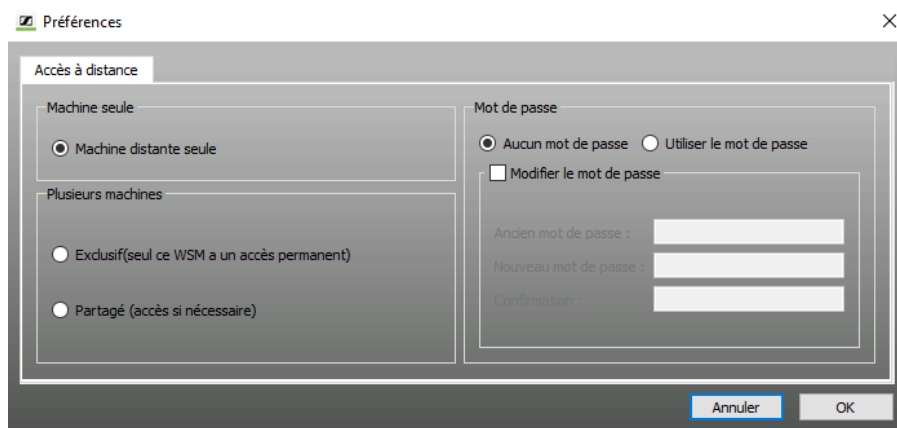 Préférences
Accès à distance
Machine seule
Machine distante seule
Plusieurs machines
Exclusif(seul ce WSM a un accès permanent)
Partagé (accès si nécessaire)
Mot de passe
Aucun mot de passe Utiliser le mot de passe
Modifier le mot de passe
Ancien mot de passe :
Nouveau mot de passe :
Confirmation :
Annuler OK